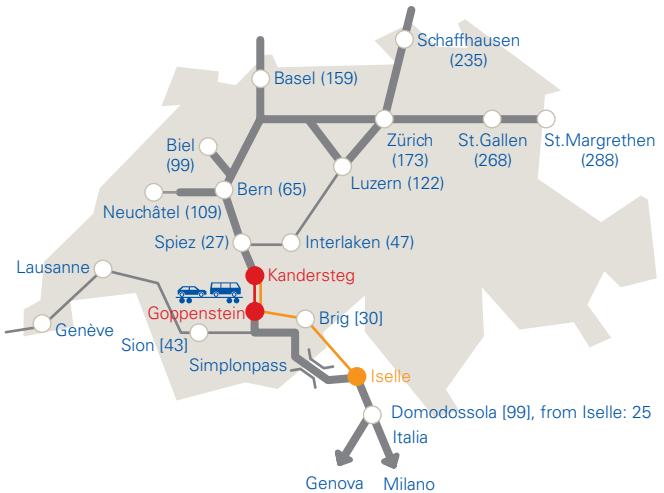 Schaffhausen
(235)
Basel (159)
Zürich
(173)
St.Gallen
(268)
St.Margrethen
(288)
Biel
(99)
Luzern (122)
Bern (65)
Neuchâtel (109)
Spiez (27)
Interlaken (47)
Lausanne
Kandersteg
Goppenstein
Genève
Brig [30]
Sion [43]
Simplonpass
Iselle
Domodossola [99], from Iselle: 25
Italia
Genova
Milano